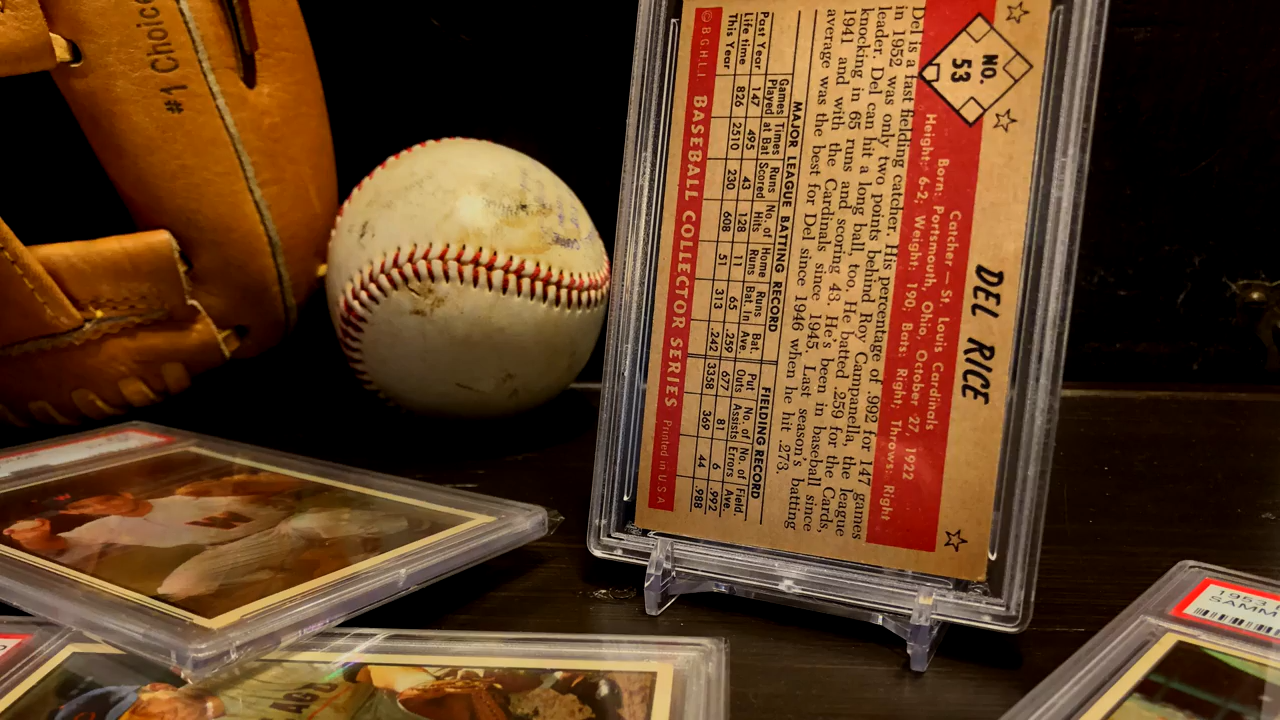 #1 Choice
NO.
53
DEL RICE
Catcher — St. Louis Cardinals
Born: Portsmouth, Ohio, October 27, 1922
Height: 6-2; Weight: 190; Bats: Right; Throws: Right
Del is a fast fielding catcher. His percentage of .992 for 147 games
in 1952 was only two points behind Roy Campanella, the league
leader. Del can hit a long ball, too. He batted .259 for the Cards,
knocking in 65 runs and scoring 43. He's been in baseball since
1941 and with the Cardinals since 1945. Last season's batting
average was the best for Del since 1946 when he hit .273.
MAJOR LEAGUE BATTING RECORD FIELDING RECORD
Games Times Runs No. of Home Runs Bat. Put No. of No. of Field.
Played at Bat Scored Hits Runs Bat. In Ave. Outs Assists Errors Ave.
Past Year 147 495 43 128 11 65 .259 677 81 6 .992
Life time 826 2510 230 608 51 313 .242 3358 369 44 .988
This Year
© B.G.H.L.I. BASEBALL COLLECTOR SERIES Printed in U S A
W
1953
SAMM